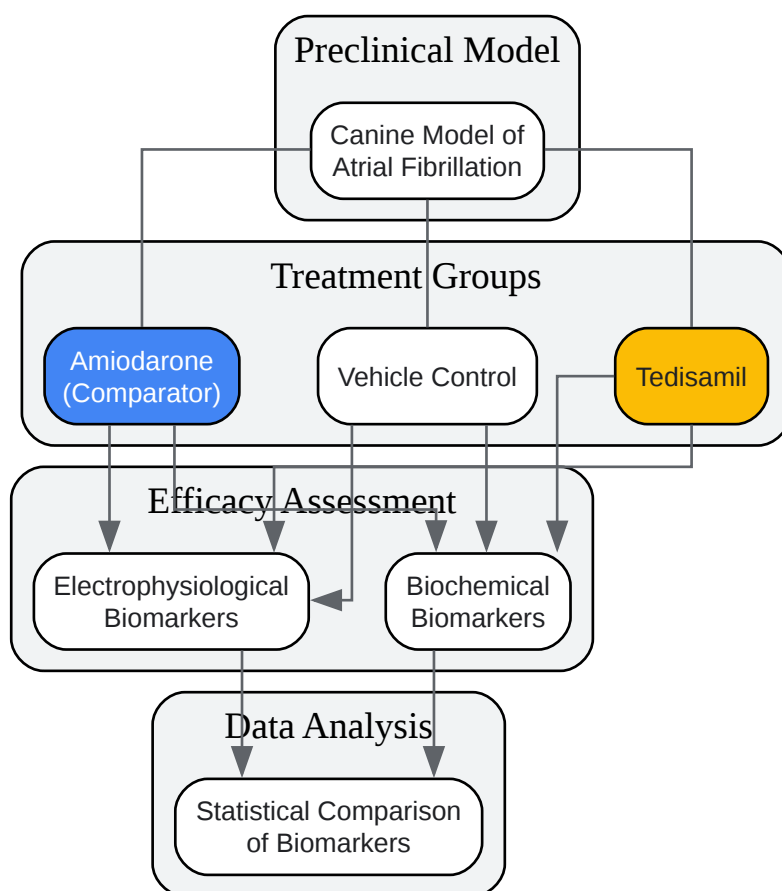 Preclinical Model
Canine Model of
Atrial Fibrillation
Treatment Groups
Amiodarone
(Comparator)
Vehicle Control
Tedisamil
Efficacy Assessment
Electrophysiological
Biomarkers
Biochemical
Biomarkers
Data Analysis
Statistical Comparison
of Biomarkers